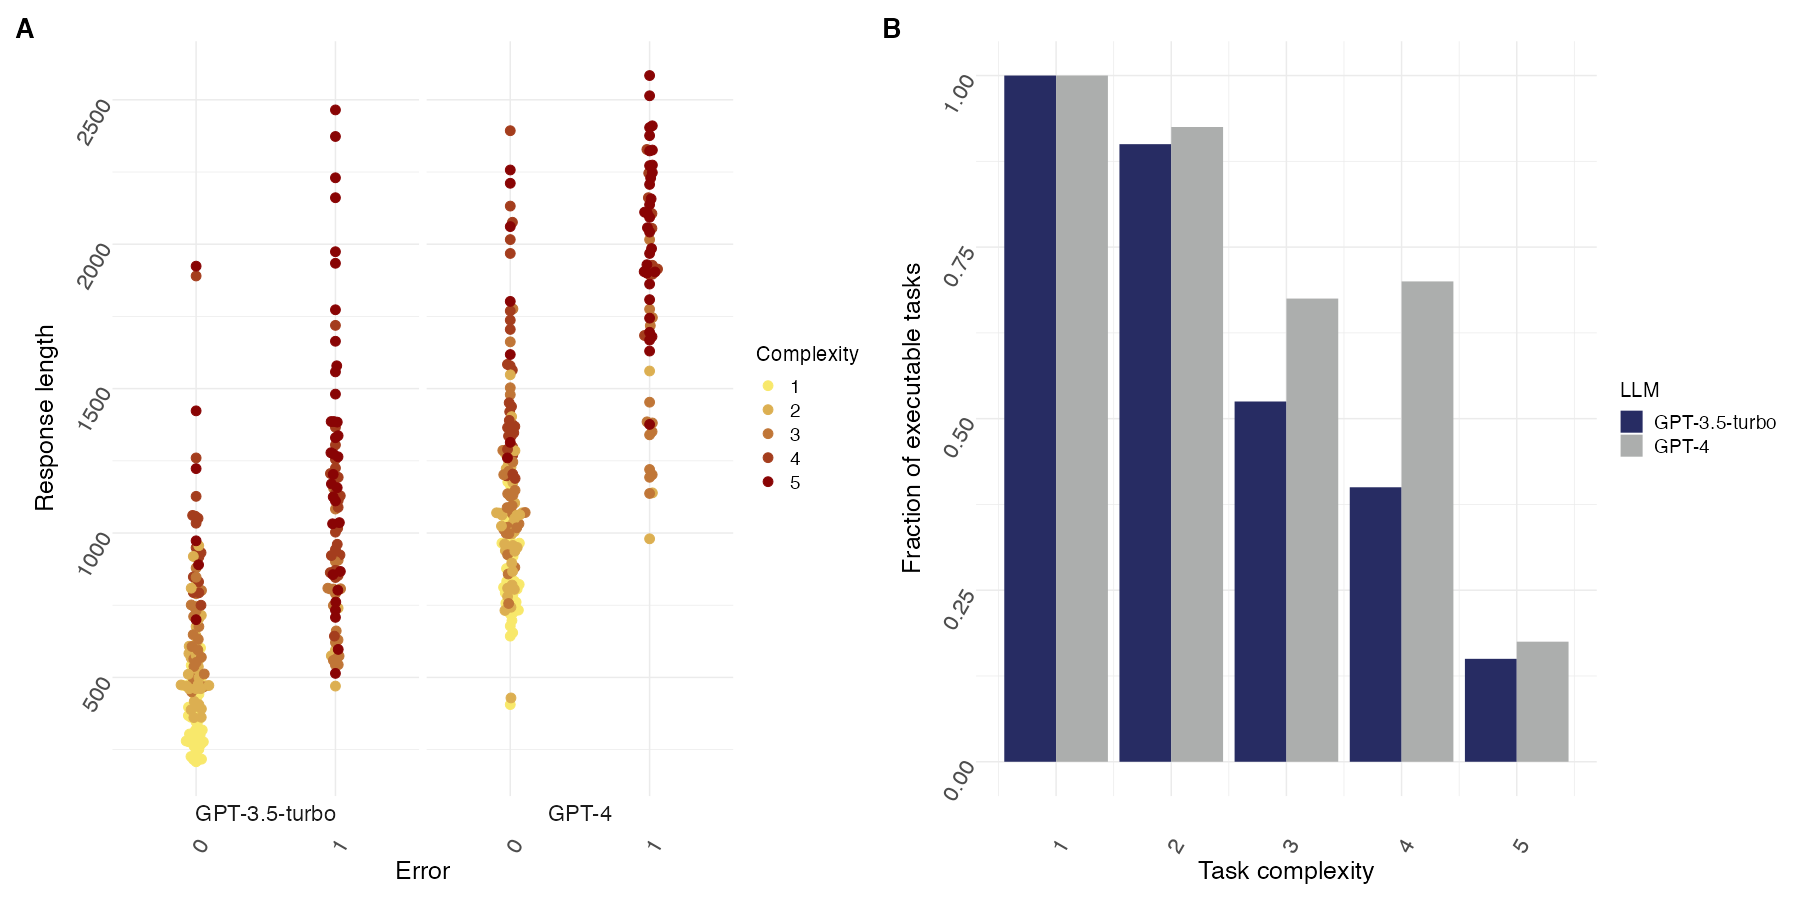 A
Response length
2500
2000
1500
1000
500
GPT-3.5-turbo
GPT-4
0
1
0
1
Error
Complexity
1
2
3
4
5
B
Fraction of executable tasks
1.00
0.75
0.50
0.25
0.00
1
2
3
4
5
Task complexity
LLM
GPT-3.5-turbo
GPT-4